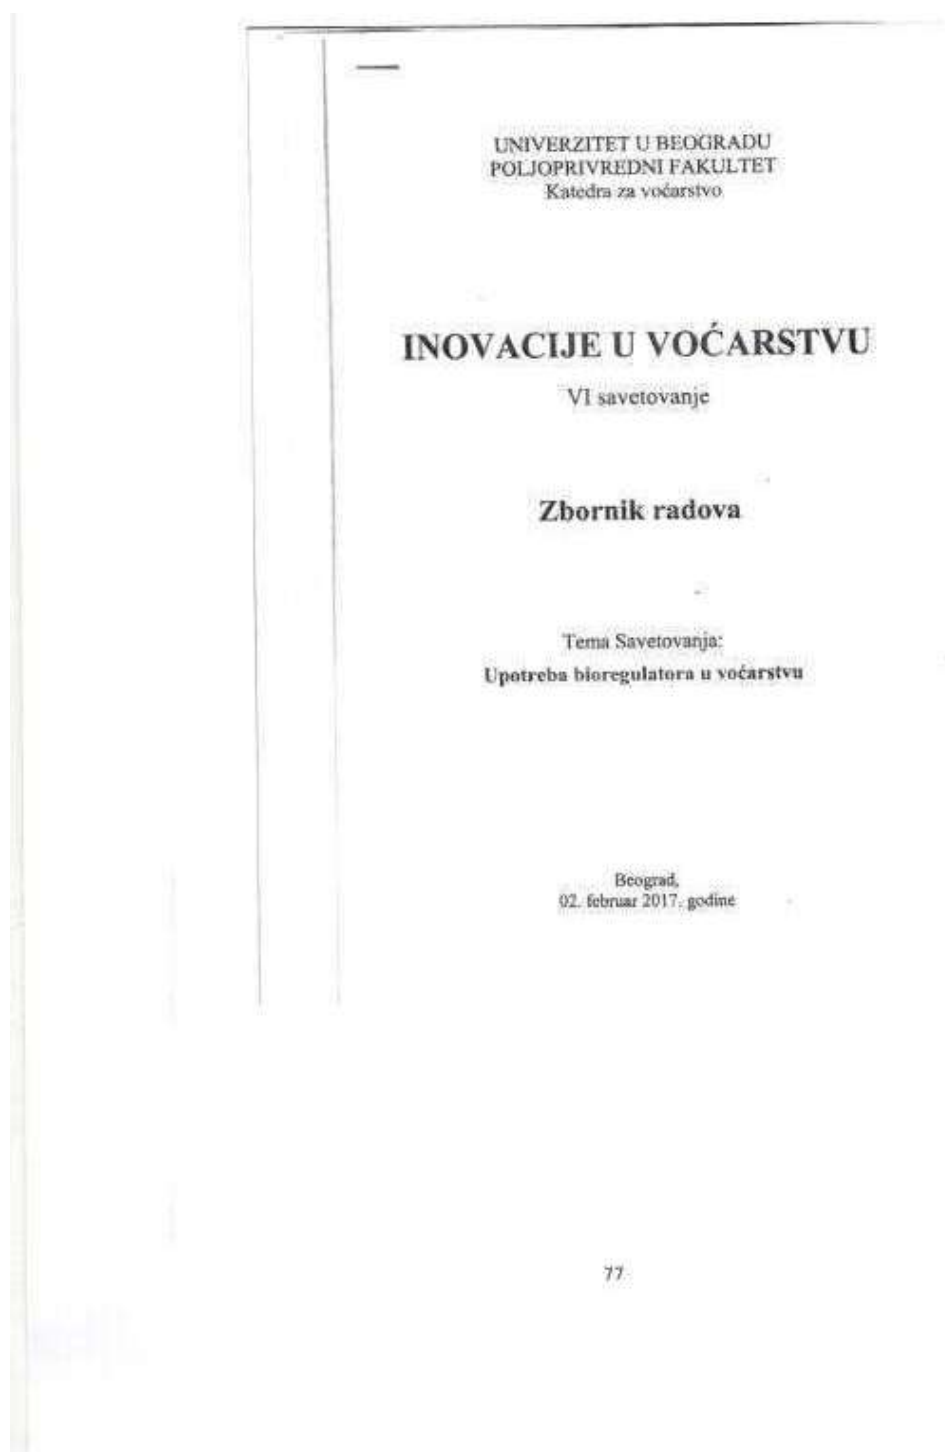 UNIVERZITET U BEOGRADU
POLJOPRIVREDNI FAKULTET
Katedra za voćarstvo
INOVACIJE U VOĆARSTVU
VI savetovanje
Zbornik radova
Tema Savetovanja:
Upotreba bioregulatora u voćarstvu
Beograd,
02. februar 2017. godine
77